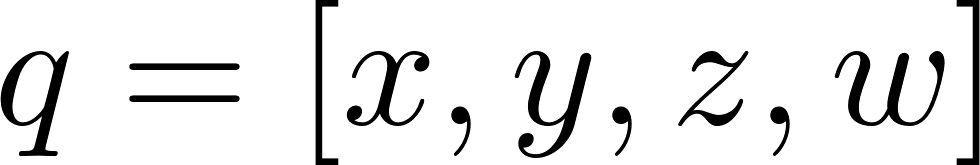 q = [x, y, z, w]